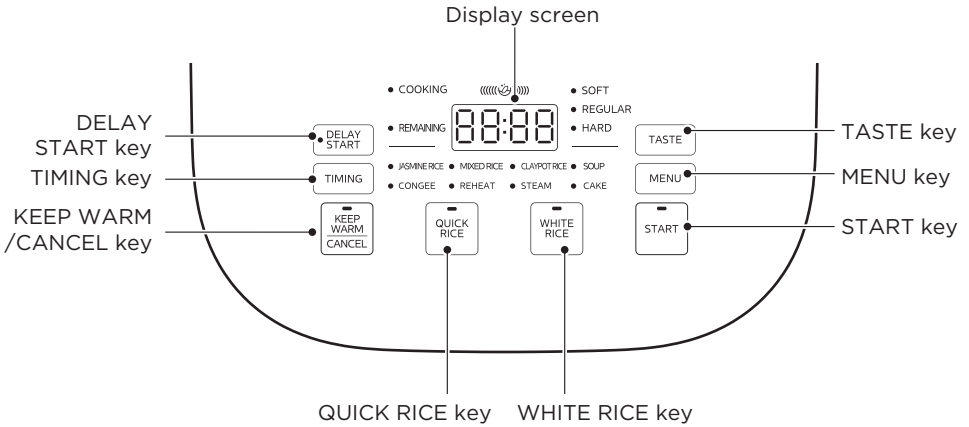 Display screen
COOKING
SOFT
REGULAR
REMAINING
88:88
HARD
DELAY
START key
DELAY
START
TASTE
TASTE key
TIMING key
TIMING
JASMINE RICE
MIXED RICE
CLAYPOT RICE
SOUP
MENU
MENU key
CONGEE
REHEAT
STEAM
CAKE
KEEP WARM
/CANCEL key
KEEP
WARM
CANCEL
QUICK
RICE
WHITE
RICE
START
START key
QUICK RICE key
WHITE RICE key